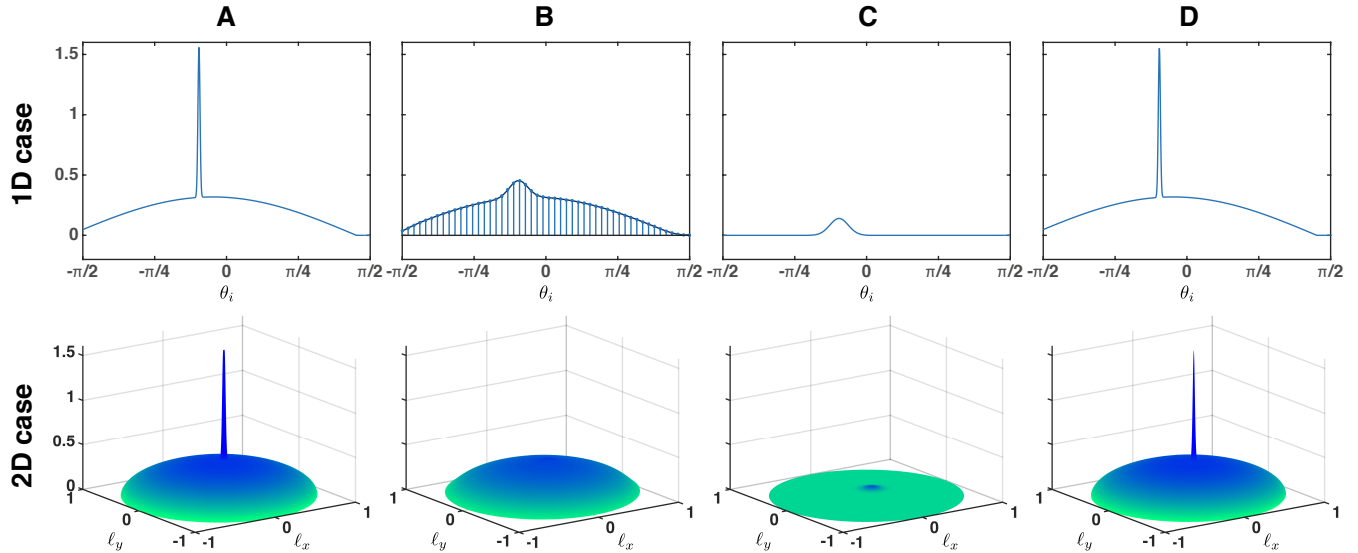 A B C D
1D case
1.5
1
0.5
0
-π/2 -π/4 0 π/4 π/2 -π/2 -π/4 0 π/4 π/2 -π/2 -π/4 0 π/4 π/2 -π/2 -π/4 0 π/4 π/2
θi θi θi θi
2D case
1.5
1
0.5
0
1 0 -1 -1 0 1 1 0 -1 -1 0 1 1 0 -1 -1 0 1 1 0 -1 -1 0 1
ℓy ℓx ℓy ℓx ℓy ℓx ℓy ℓx